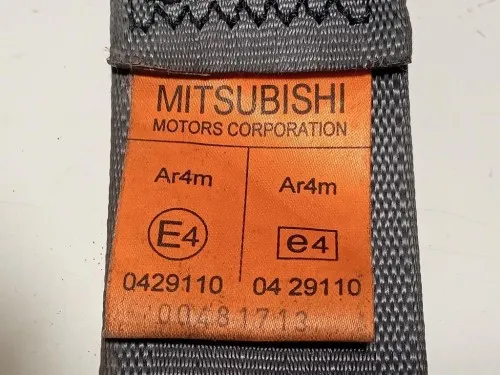 MITSUBISHI
MOTORS CORPORATION
Ar4m Ar4m
E4 e4
0429110 04 29110
00481713